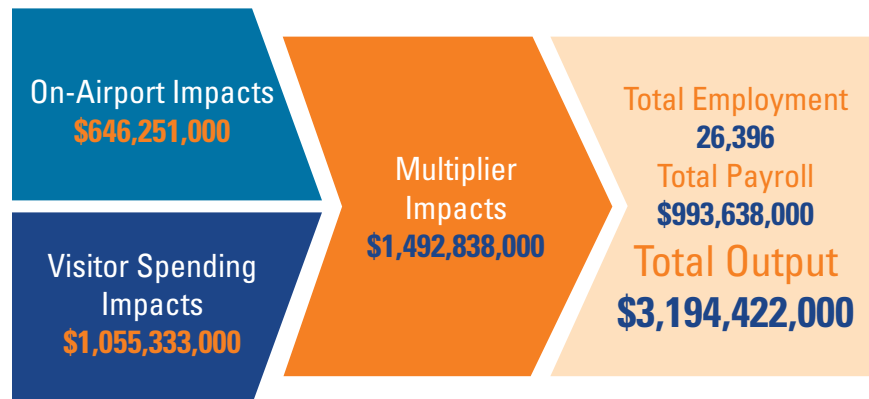 On-Airport Impacts
$646,251,000
Visitor Spending
Impacts
$1,055,333,000
Multiplier
Impacts
$1,492,838,000
Total Employment
26,396
Total Payroll
$993,638,000
Total Output
$3,194,422,000